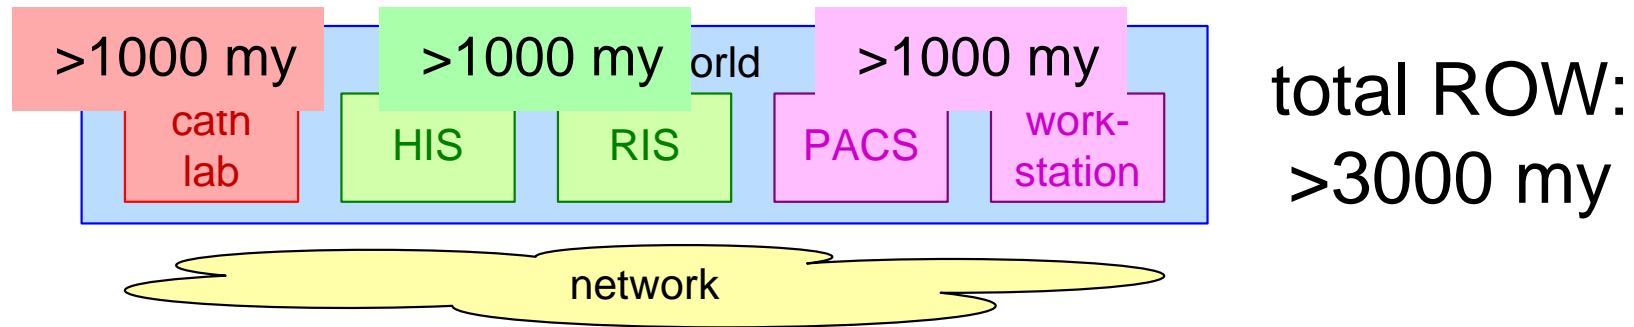 >1000 my
>1000 my
orld
>1000 my
total ROW:
>3000 my
cath
lab
HIS
RIS
PACS
work-
station
network